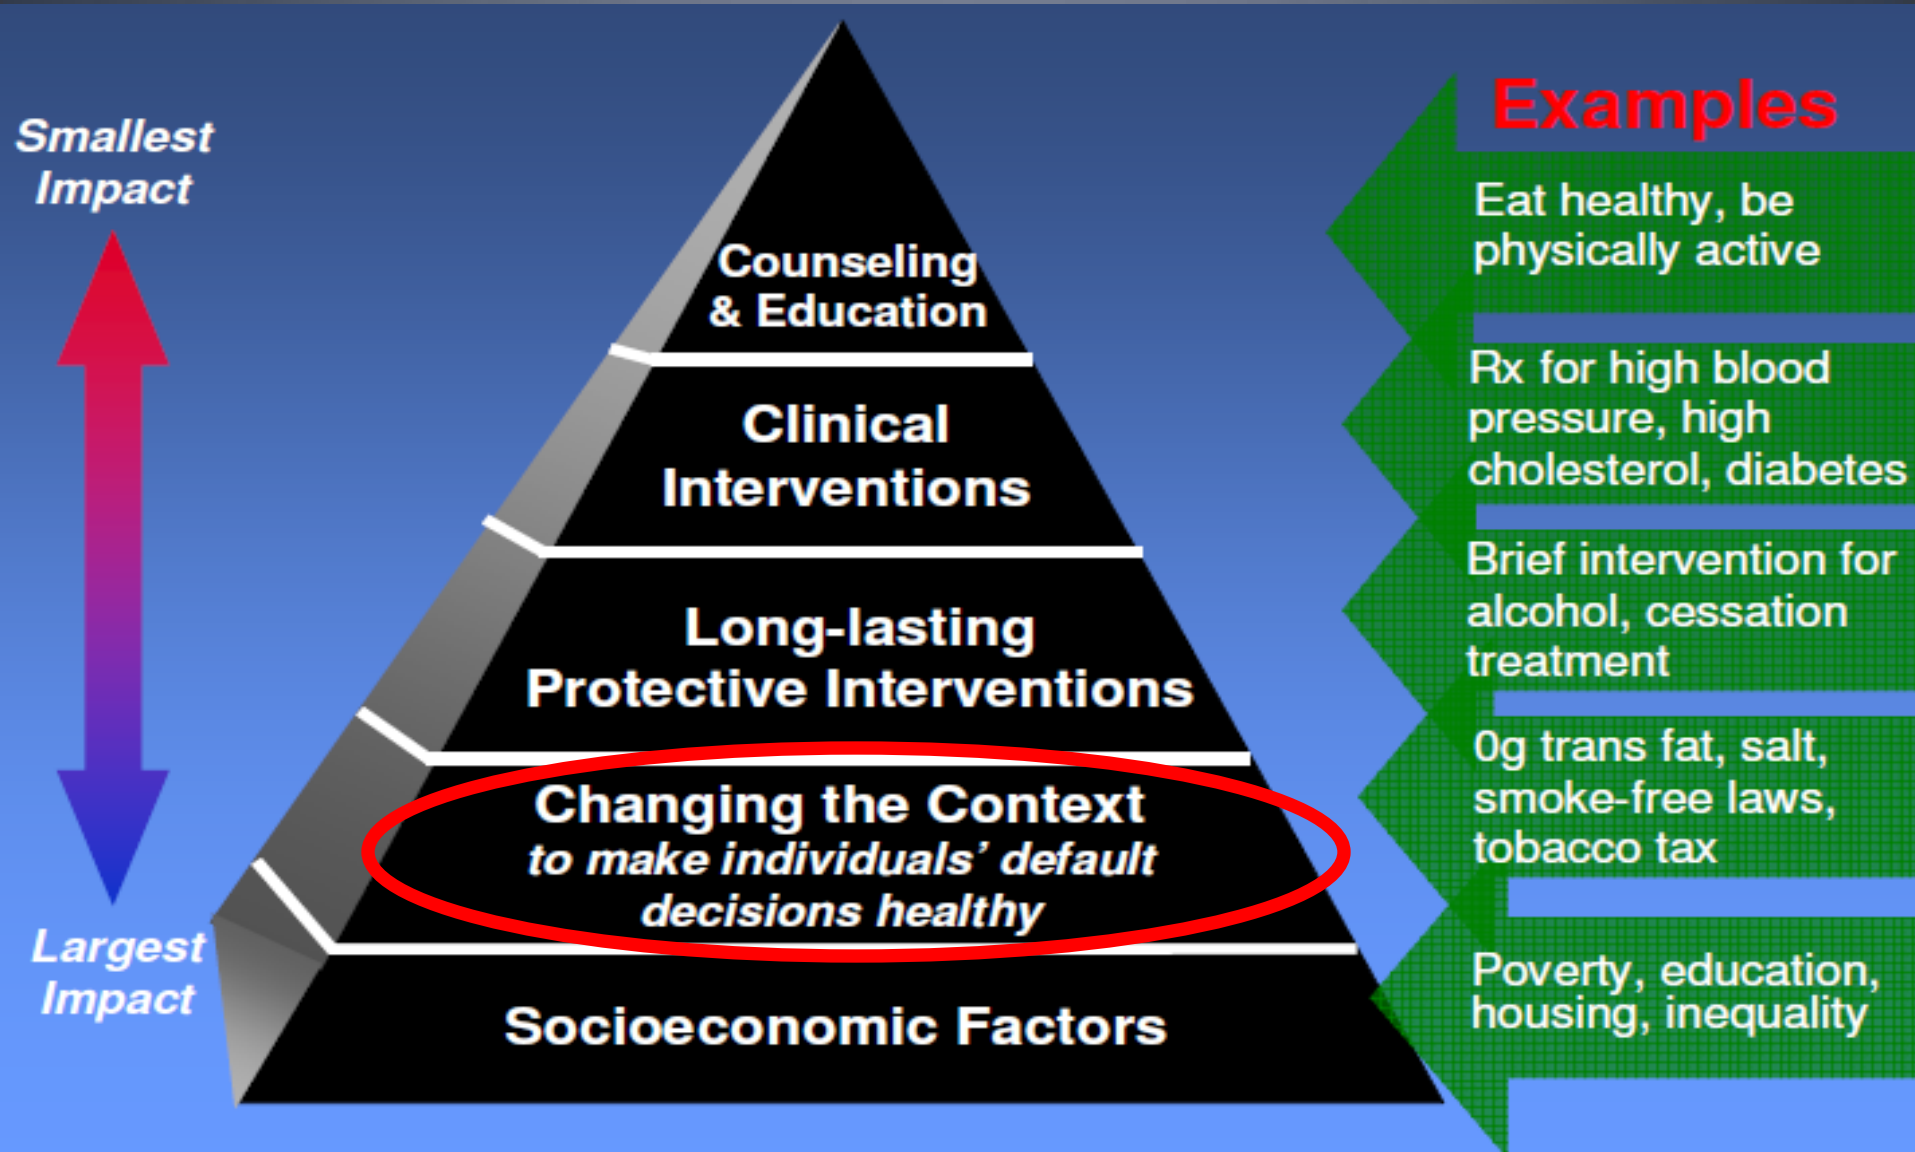 Smallest
Impact
Largest
Impact
Counseling
& Education
Clinical
Interventions
Long-lasting
Protective Interventions
Changing the Context
to make individuals’ default
decisions healthy
Socioeconomic Factors
Examples
Eat healthy, be
physically active
Rx for high blood
pressure, high
cholesterol, diabetes
Brief intervention for
alcohol, cessation
treatment
0g trans fat, salt,
smoke-free laws,
tobacco tax
Poverty, education,
housing, inequality